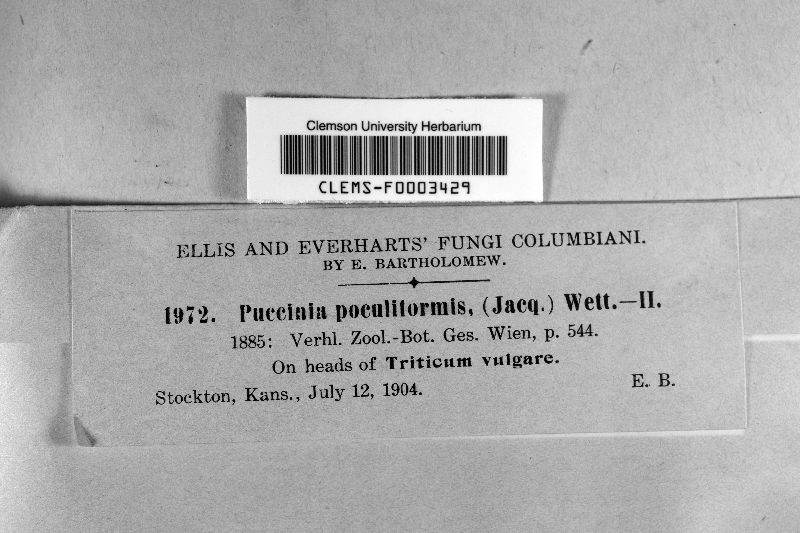 Clemson University Herbarium
CLEMS-F0003429
ELLIS AND EVERHARTS' FUNGI COLUMBIANI.
BY E. BARTHOLOMEW.
1972. Puccinia poculiformis, (Jacq.) Wett.—II.
1885: Verhl. Zool.-Bot. Ges. Wien, p. 544.
On heads of Triticum vulgare.
Stockton, Kans., July 12, 1904. E. B.